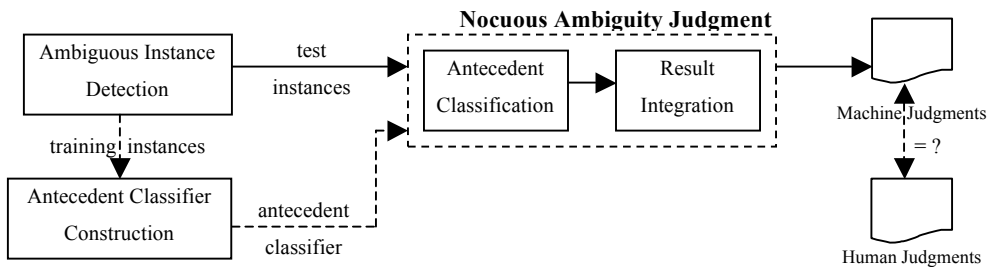 Nocuous Ambiguity Judgment
Ambiguous Instance
Detection
test
instances
Antecedent
Classification
Result
Integration
Machine Judgments
training instances
= ?
Antecedent Classifier
Construction
antecedent
classifier
Human Judgments